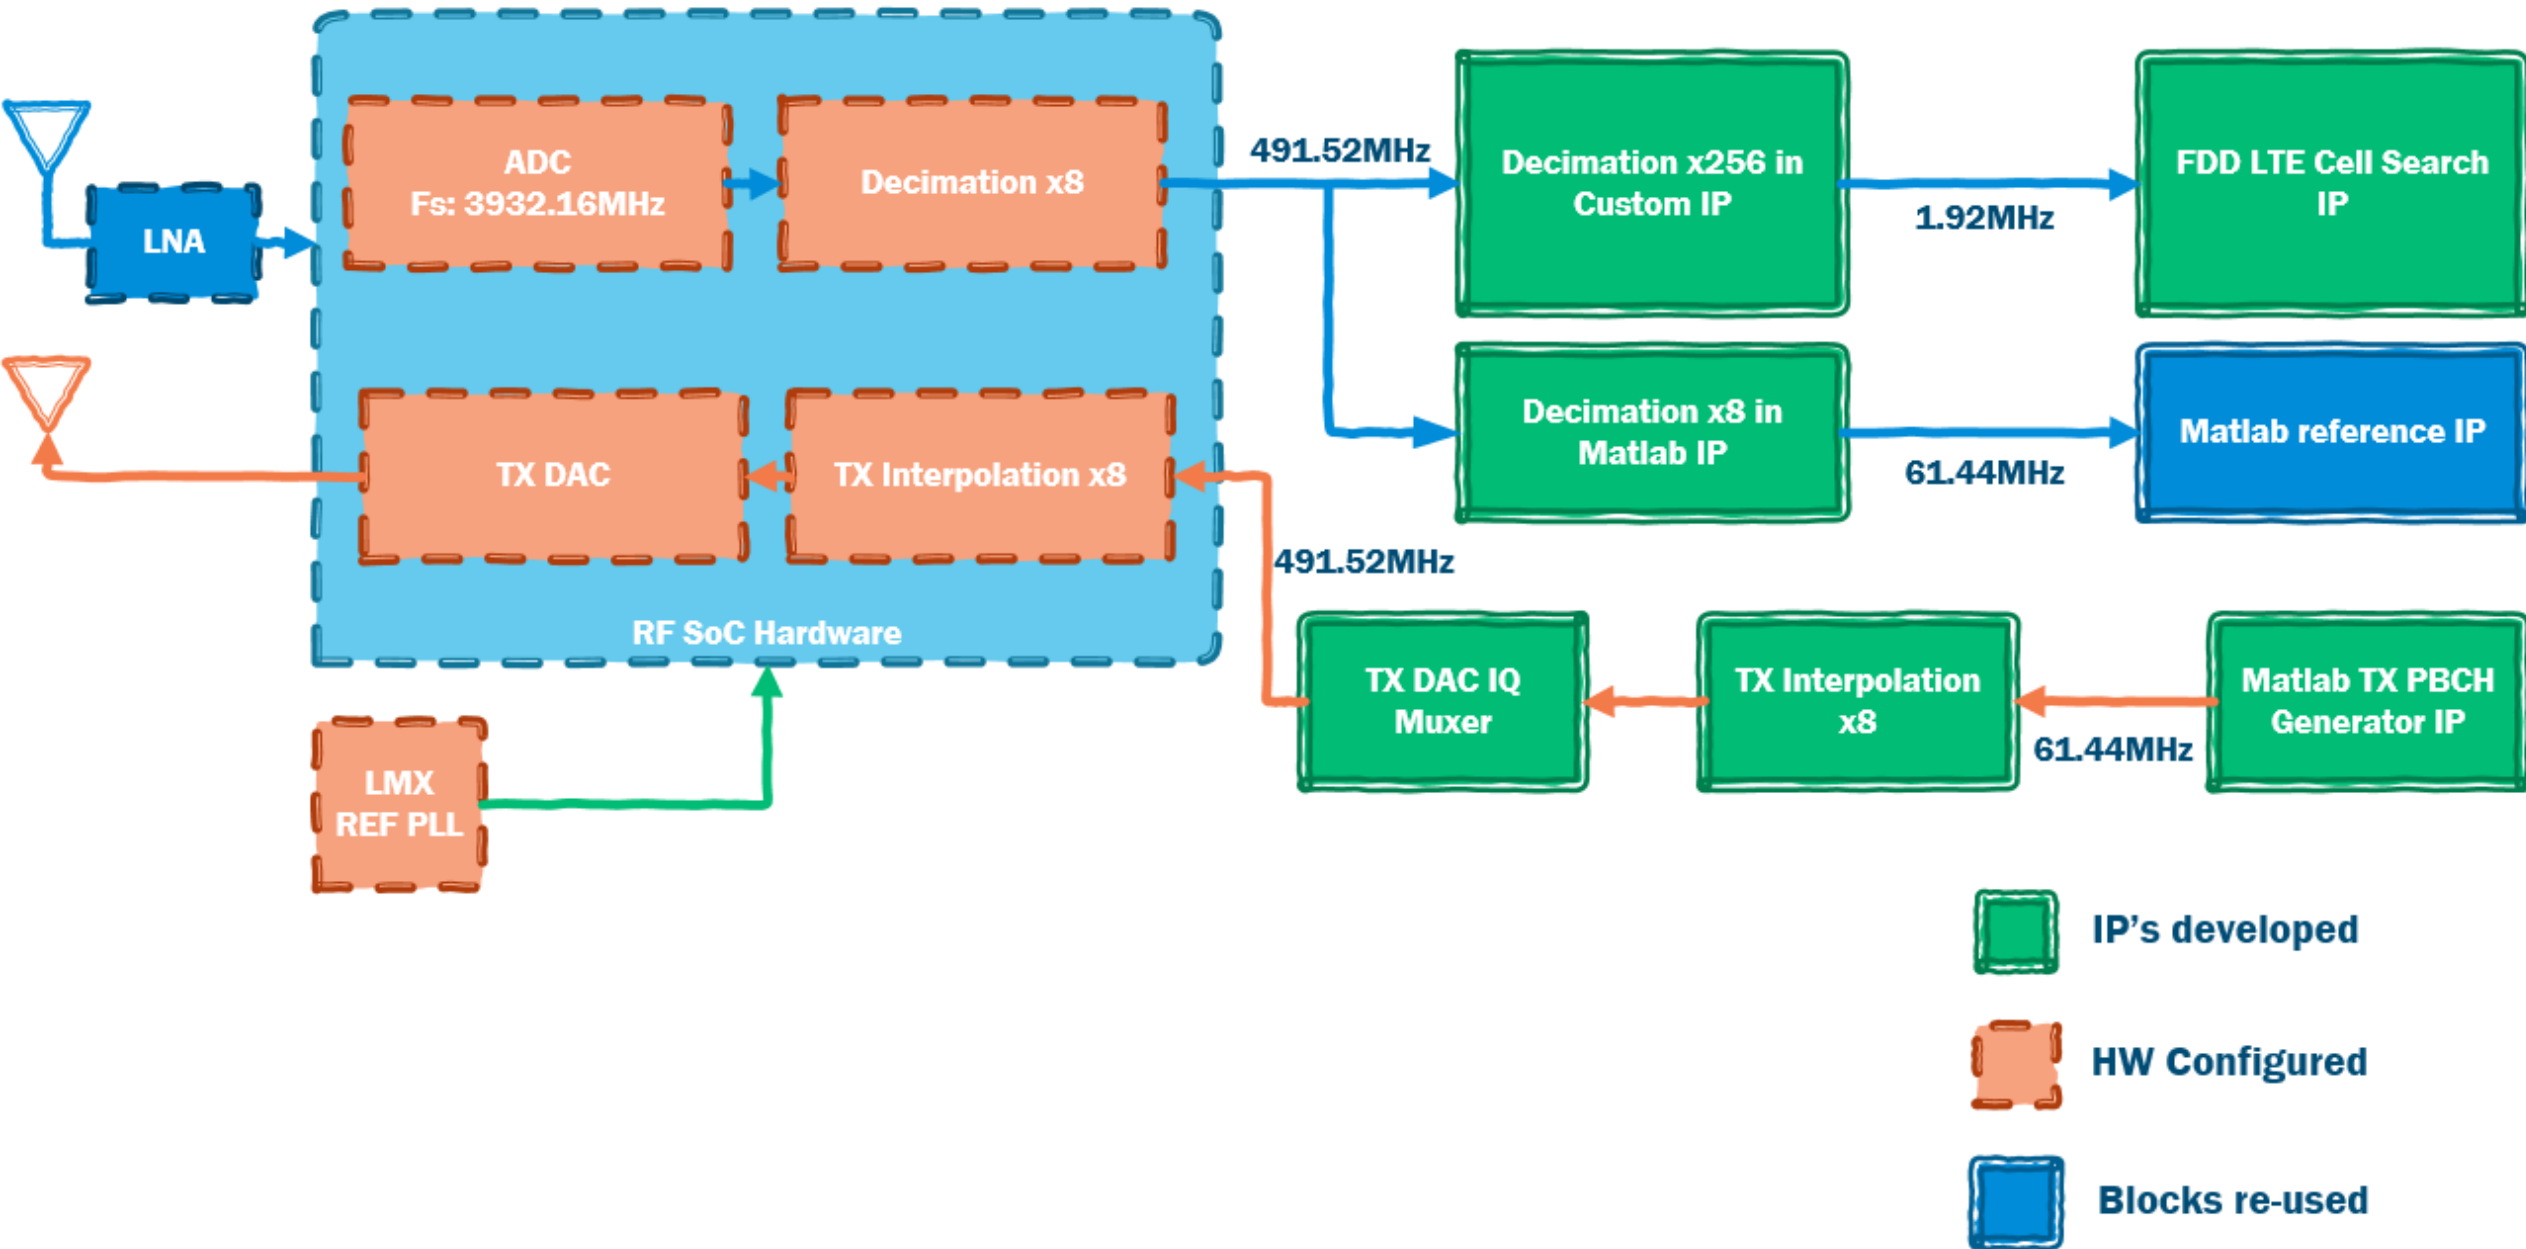 ADC
Fs: 3932.16MHz
Decimation x8
491.52MHz
Decimation x256 in
Custom IP
1.92MHz
FDD LTE Cell Search
IP
LNA
Decimation x8 in
Matlab IP
61.44MHz
Matlab reference IP
TX DAC
TX Interpolation x8
491.52MHz
RF SoC Hardware
TX DAC IQ
Muxer
TX Interpolation
x8
61.44MHz
Matlab TX PBCH
Generator IP
LMX
REF PLL
IP’s developed
HW Configured
Blocks re-used